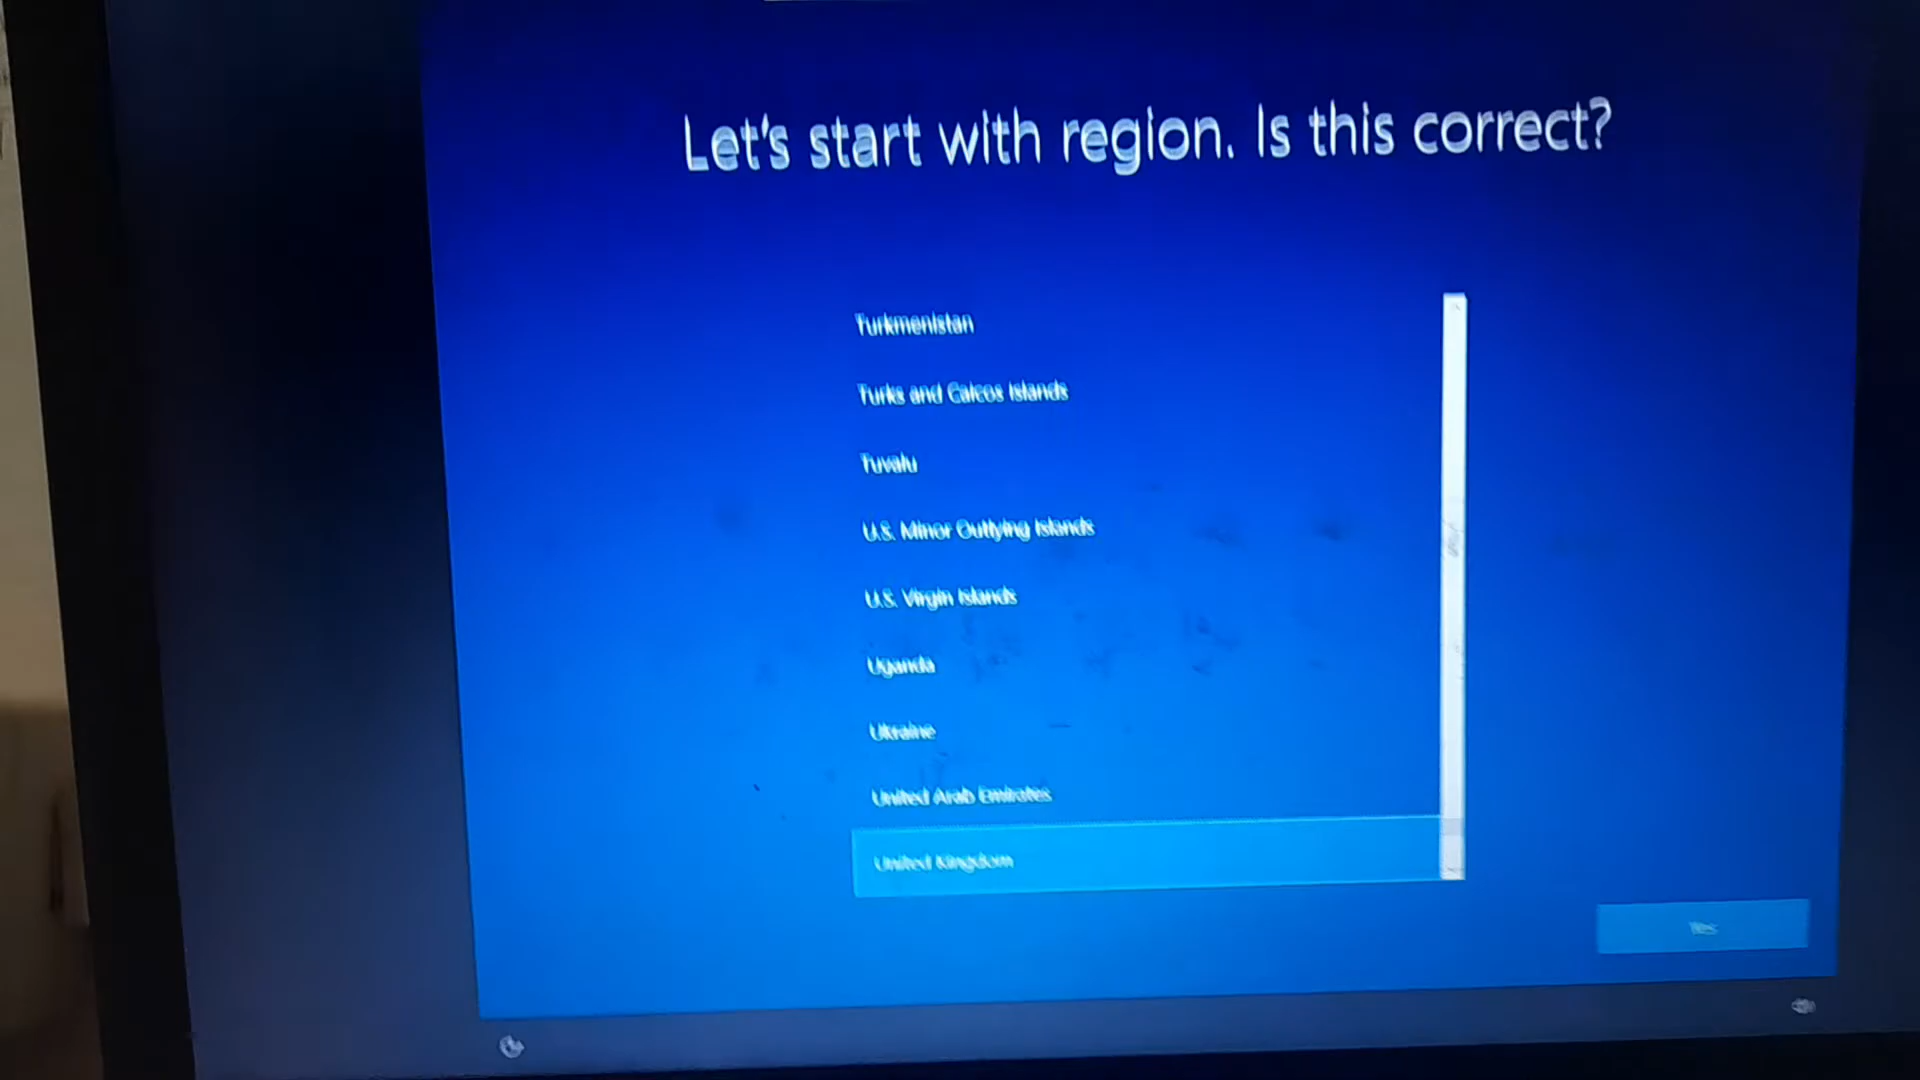 Let's start with region. Is this correct?
Turkmenistan
Turks and Caicos Islands
Tuvalu
U.S. Minor Outlying Islands
U.S. Virgin Islands
Uganda
Ukraine
United Arab Emirates
United Kingdom
Yes